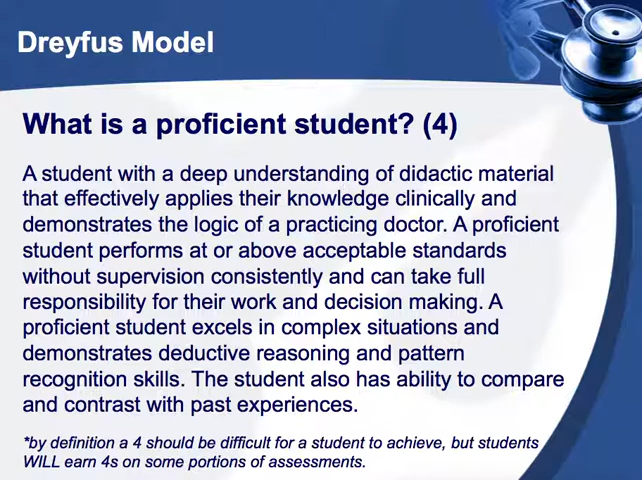 Dreyfus Model
What is a proficient student? (4)
A student with a deep understanding of didactic material
that effectively applies their knowledge clinically and
demonstrates the logic of a practicing doctor. A proficient
student performs at or above acceptable standards
without supervision consistently and can take full
responsibility for their work and decision making. A
proficient student excels in complex situations and
demonstrates deductive reasoning and pattern
recognition skills. The student also has ability to compare
and contrast with past experiences.
*by definition a 4 should be difficult for a student to achieve, but students
WILL earn 4s on some portions of assessments.